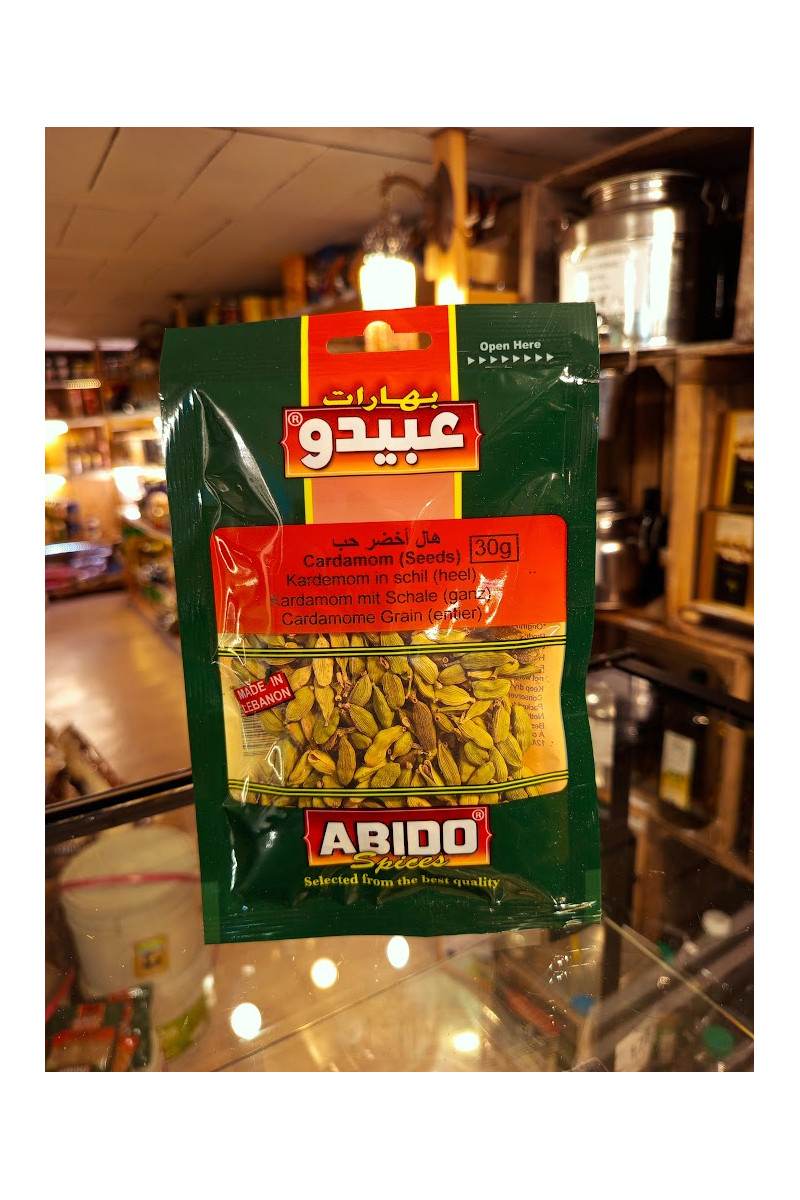 Open Here
بهارات
عبيدو ®
هال أخضر حب
Cardamom (Seeds) 30g
Kardemom in schil (heel)
Kardamom mit Schale (ganz)
Cardamome Grain (entier)
MADE IN
LEBANON
ABIDO ®
Spices
Selected from the best quality